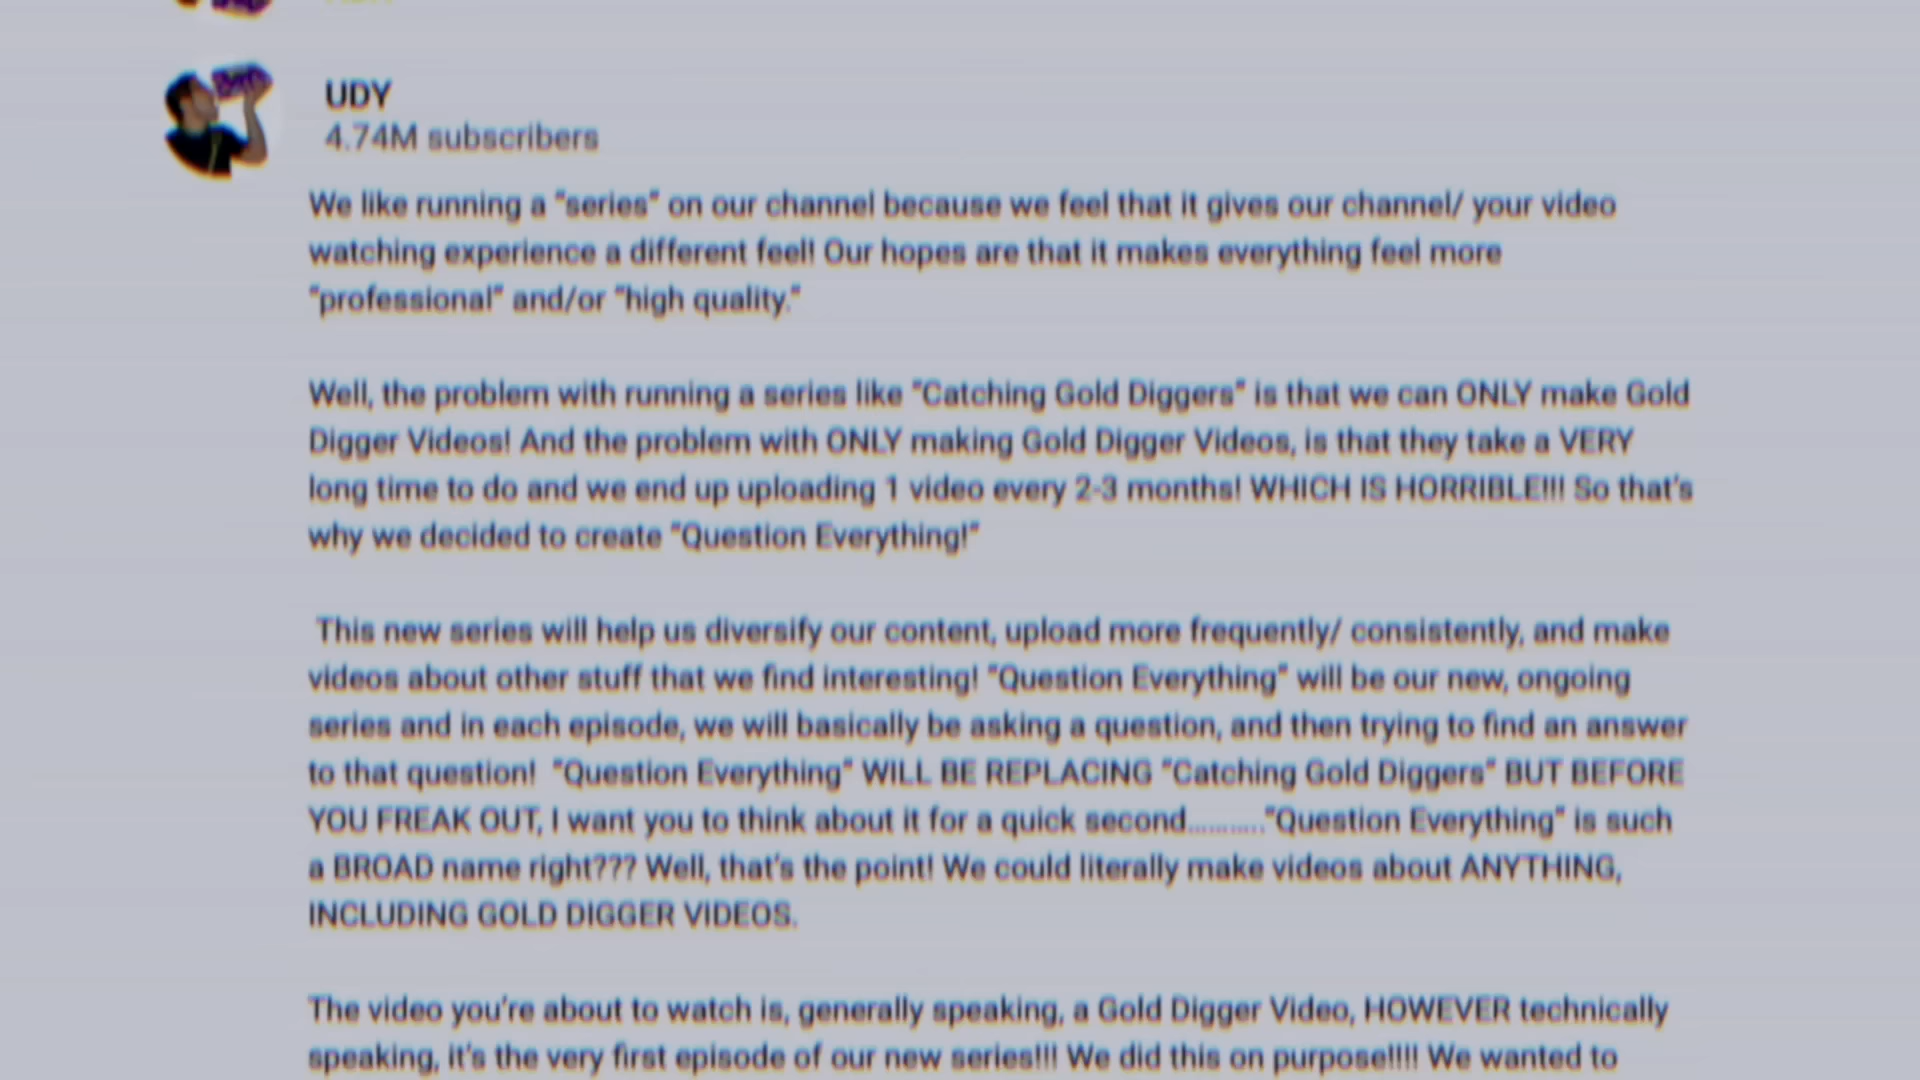 UDY
4.74M subscribers
We like running a "series" on our channel because we feel that it gives our channel/ your video
watching experience a different feel! Our hopes are that it makes everything feel more
"professional" and/or "high quality."
Well, the problem with running a series like "Catching Gold Diggers" is that we can ONLY make Gold
Digger Videos! And the problem with ONLY making Gold Digger Videos, is that they take a VERY
long time to do and we end up uploading 1 video every 2-3 months! WHICH IS HORRIBLE!!! So that's
why we decided to create "Question Everything!"
This new series will help us diversify our content, upload more frequently/ consistently, and make
videos about other stuff that we find interesting! "Question Everything" will be our new, ongoing
series and in each episode, we will basically be asking a question, and then trying to find an answer
to that question!  "Question Everything" WILL BE REPLACING "Catching Gold Diggers" BUT BEFORE
YOU FREAK OUT, I want you to think about it for a quick second..........."Question Everything" is such
a BROAD name right??? Well, that's the point! We could literally make videos about ANYTHING,
INCLUDING GOLD DIGGER VIDEOS.
The video you're about to watch is, generally speaking, a Gold Digger Video, HOWEVER technically
speaking, it's the very first episode of our new series!!! We did this on purpose!!!! We wanted to